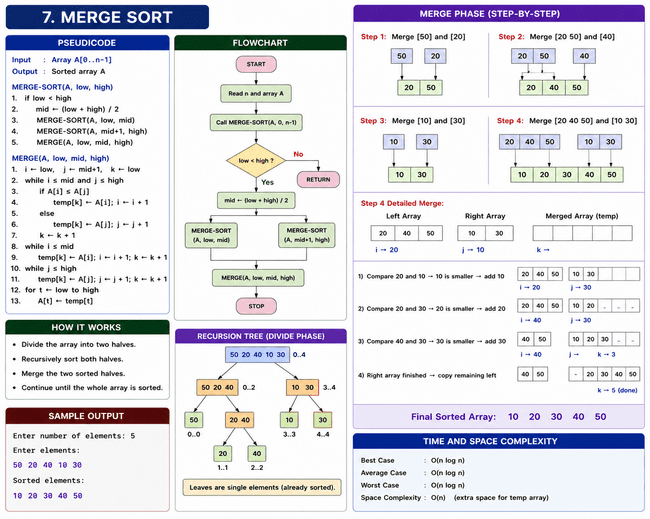 7. MERGE SORT
PSEUDICODE
Input : Array A[0..n-1]
Output : Sorted array A
MERGE-SORT(A, low, high)
1. if low < high
2. mid ← (low + high) / 2
3. MERGE-SORT(A, low, mid)
4. MERGE-SORT(A, mid+1, high)
5. MERGE(A, low, mid, high)
MERGE(A, low, mid, high)
1. i ← low, j ← mid+1, k ← low
2. while i ≤ mid and j ≤ high
3. if A[i] ≤ A[j]
4. temp[k] ← A[i]; i ← i + 1
5. else
6. temp[k] ← A[j]; j ← j + 1
7. k ← k + 1
8. while i ≤ mid
9. temp[k] ← A[i]; i ← i + 1; k ← k + 1
10. while j ≤ high
11. temp[k] ← A[j]; j ← j + 1; k ← k + 1
12. for t ← low to high
13. A[t] ← temp[t]
HOW IT WORKS
• Divide the array into two halves.
• Recursively sort both halves.
• Merge the two sorted halves.
• Continue until the whole array is sorted.
SAMPLE OUTPUT
Enter number of elements: 5
Enter elements:
50 20 40 10 30
Sorted elements:
10 20 30 40 50
FLOWCHART
START
Read n and array A
Call MERGE-SORT(A, 0, n-1)
low < high ?
No
RETURN
Yes
mid ← (low + high) / 2
MERGE-SORT
(A, low, mid)
MERGE-SORT
(A, mid+1, high)
MERGE(A, low, mid, high)
STOP
RECURSION TREE (DIVIDE PHASE)
50 20 40 10 30 0..4
50 20 40 0..2
10 30 3..4
50
20 40
10
30
0..0
3..3
4..4
20
40
1..1
2..2
Leaves are single elements (already sorted).
MERGE PHASE (STEP-BY-STEP)
Step 1: Merge [50] and [20]
50 20
20 50
Step 2: Merge [20 50] and [40]
20 50 40
20 40 50
Step 3: Merge [10] and [30]
10 30
10 30
Step 4: Merge [20 40 50] and [10 30]
20 40 50 10 30
10 20 30 40 50
Step 4 Detailed Merge:
Left Array Right Array Merged Array (temp)
20 40 50 10 30
i → 20 j → 10 k →
1) Compare 20 and 10 → 10 is smaller → add 10
20 40 50 10 30
i → 20 j → 30
2) Compare 20 and 30 → 20 is smaller → add 20
20 40 50 10 20 - -
i → 40 j → 30
3) Compare 40 and 30 → 30 is smaller → add 30
40 50 10 20 30 - -
i → 40 j → k → 3
4) Right array finished → copy remaining left
40 50 - 20 30 40 50
k → 5 (done)
Final Sorted Array: 10 20 30 40 50
TIME AND SPACE COMPLEXITY
Best Case : O(n log n)
Average Case : O(n log n)
Worst Case : O(n log n)
Space Complexity : O(n) (extra space for temp array)